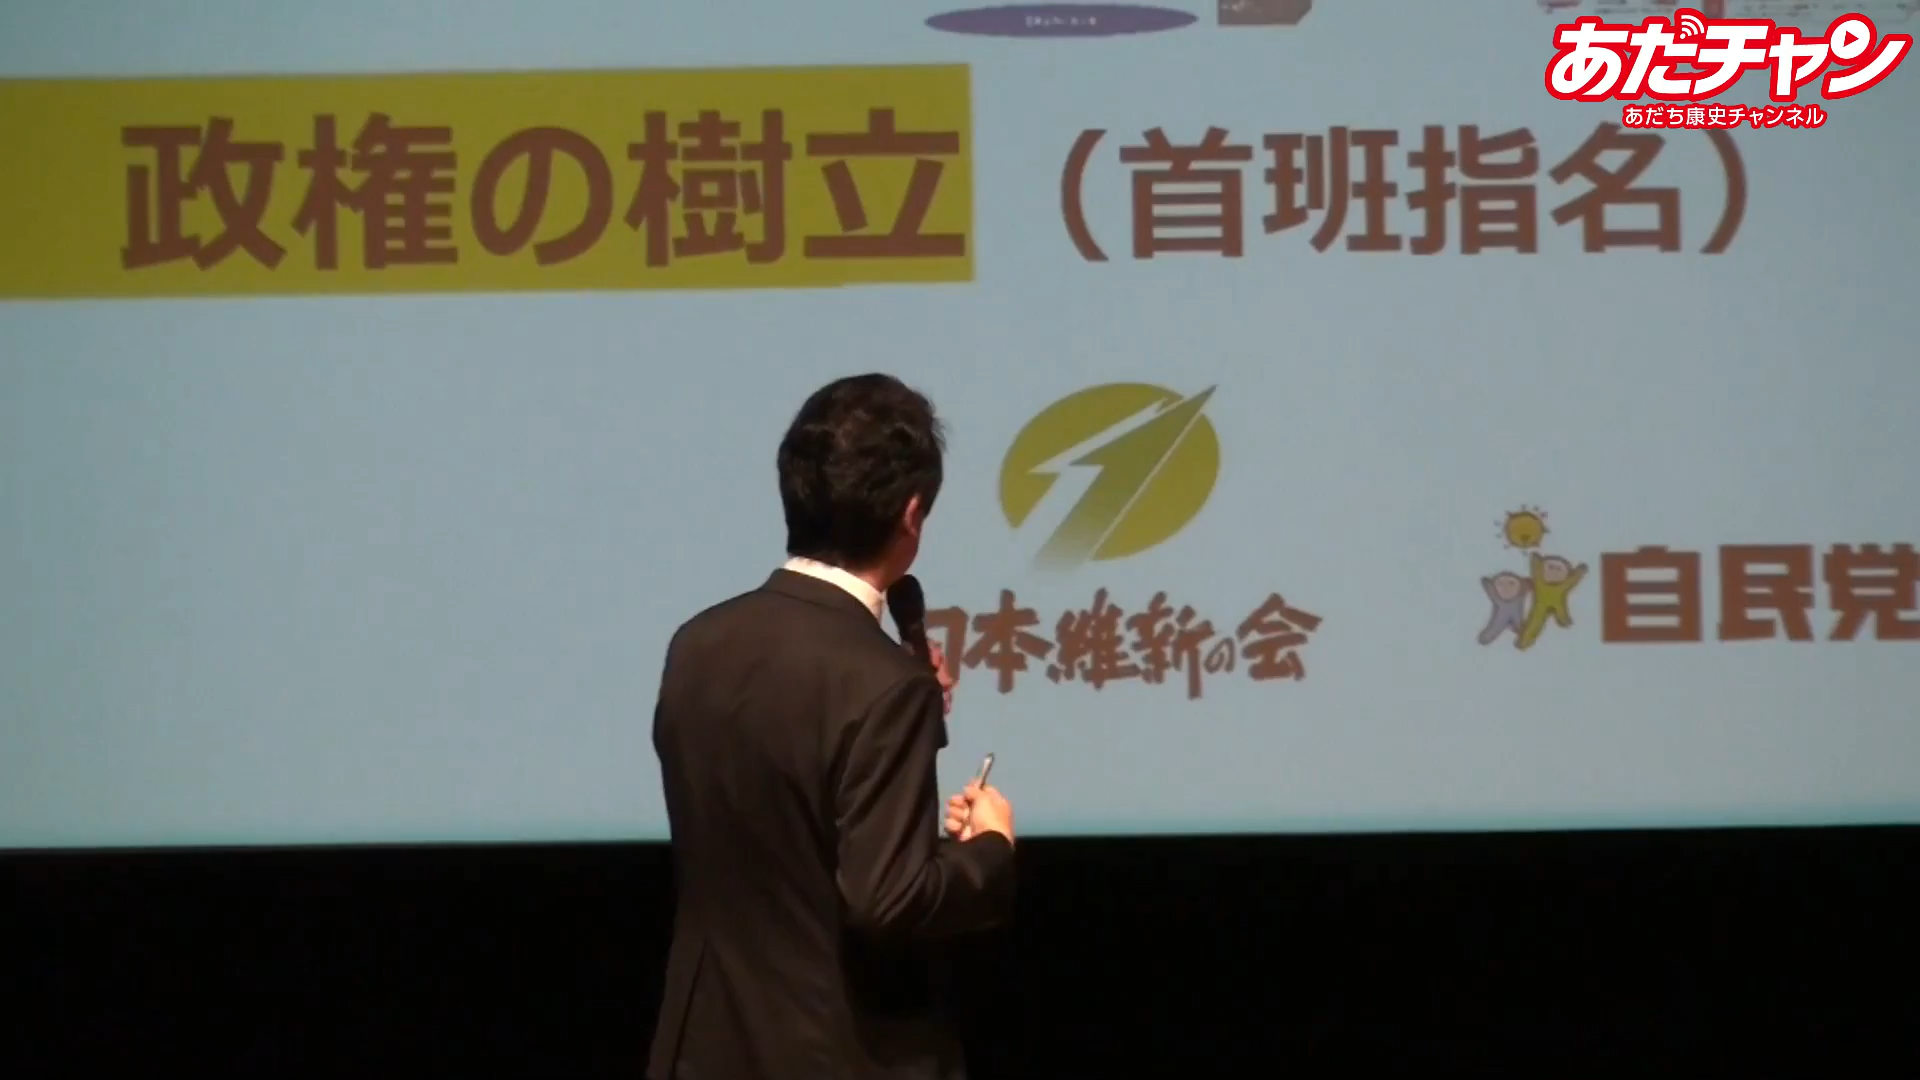 あだチャン
あだち康史チャンネル
政権の樹立（首班指名）
日本維新の会
自民党